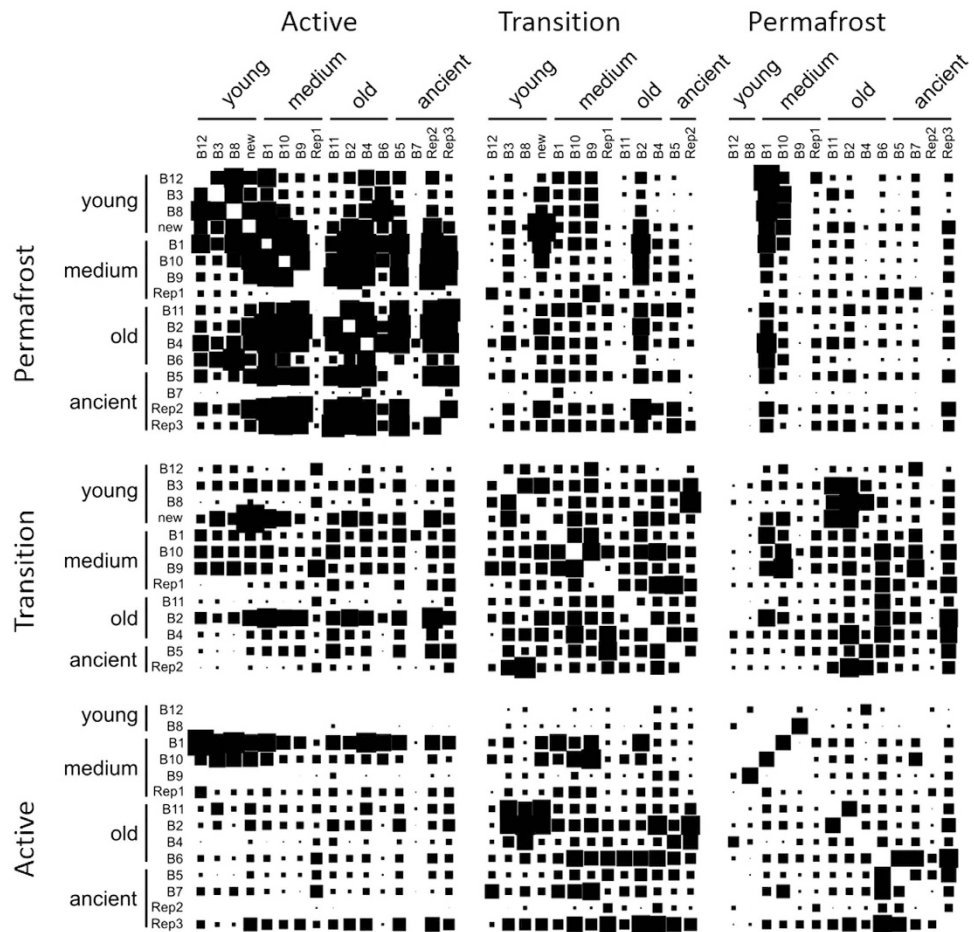 Active Transition Permafrost
young medium old ancient young medium old ancient young medium old ancient
B12 B3 B8 new B1 B10 B9 Rep1 B11 B2 B4 B6 B5 B7 Rep2 Rep3 B12 B3 B8 new B1 B10 B9 Rep1 B11 B2 B4 B5 Rep2 B12 B8 B1 B10 B9 Rep1 B11 B2 B4 B6 B5 B7 Rep2 Rep3
Permafrost
young
B12
B3
B8
new
medium
B1
B10
B9
Rep1
old
B11
B2
B4
B6
ancient
B5
B7
Rep2
Rep3
Transition
young
B12
B3
B8
new
medium
B1
B10
B9
Rep1
old
B11
B2
B4
ancient
B5
Rep2
Active
young
B12
B8
medium
B1
B10
B9
Rep1
old
B11
B2
B4
B6
ancient
B5
B7
Rep2
Rep3